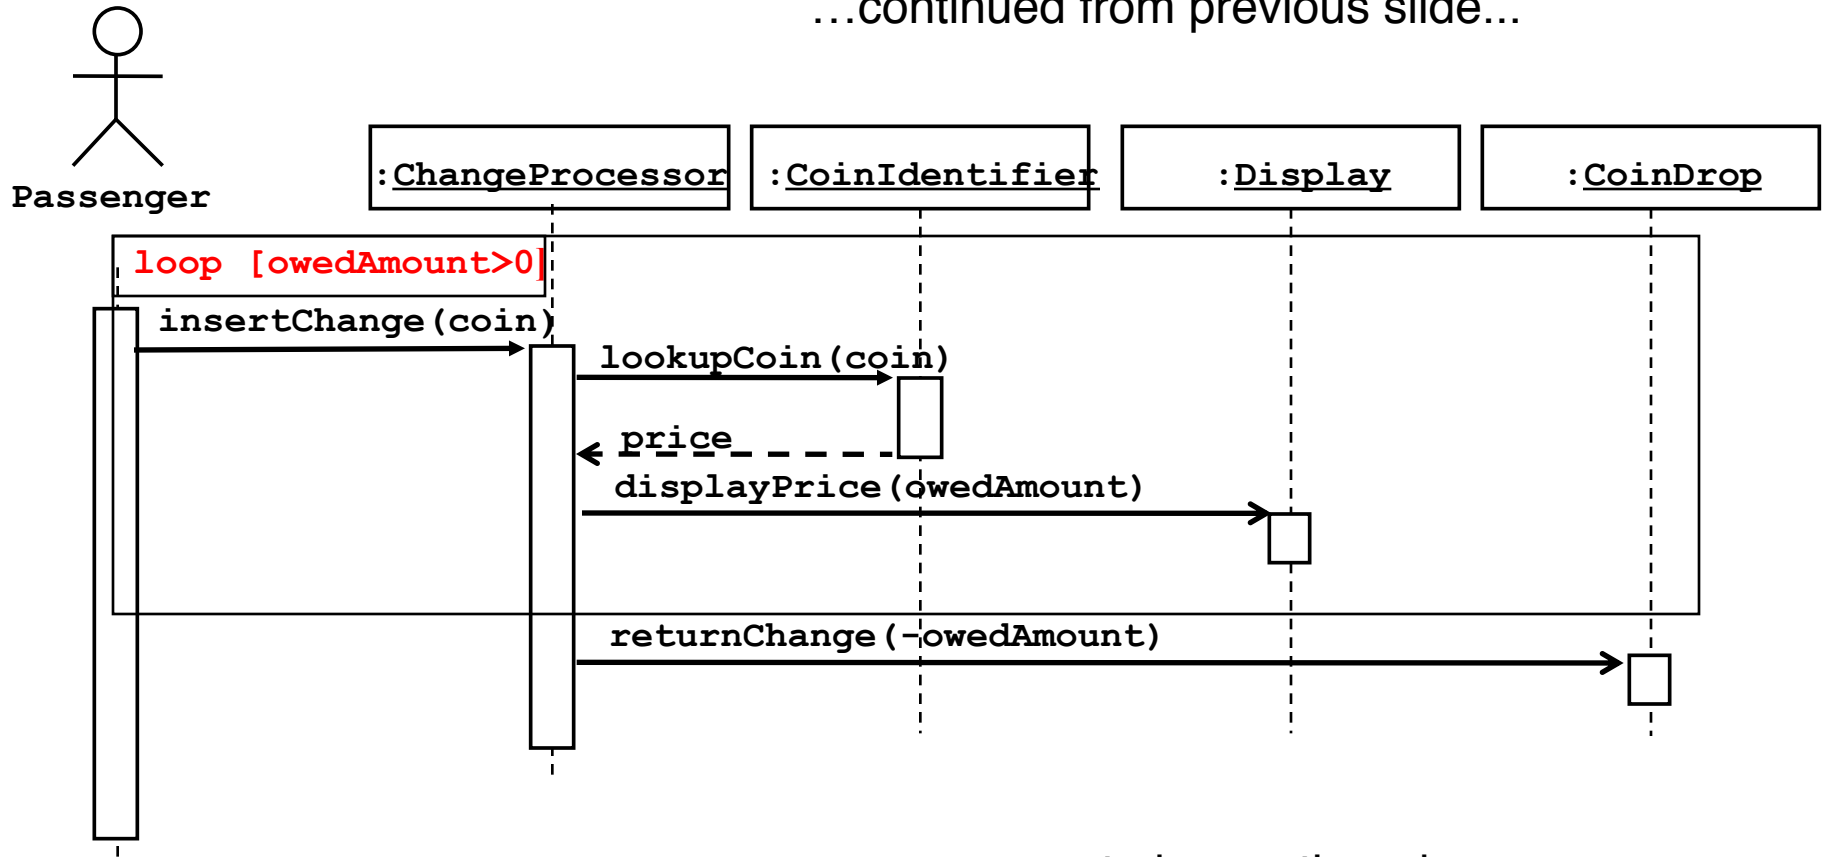 …continued from previous slide...
Passenger
:ChangeProcessor
:CoinIdentifier
:Display
:CoinDrop
loop [owedAmount>0]
insertChange(coin)
lookupCoin(coin)
price
displayPrice(owedAmount)
returnChange(-owedAmount)